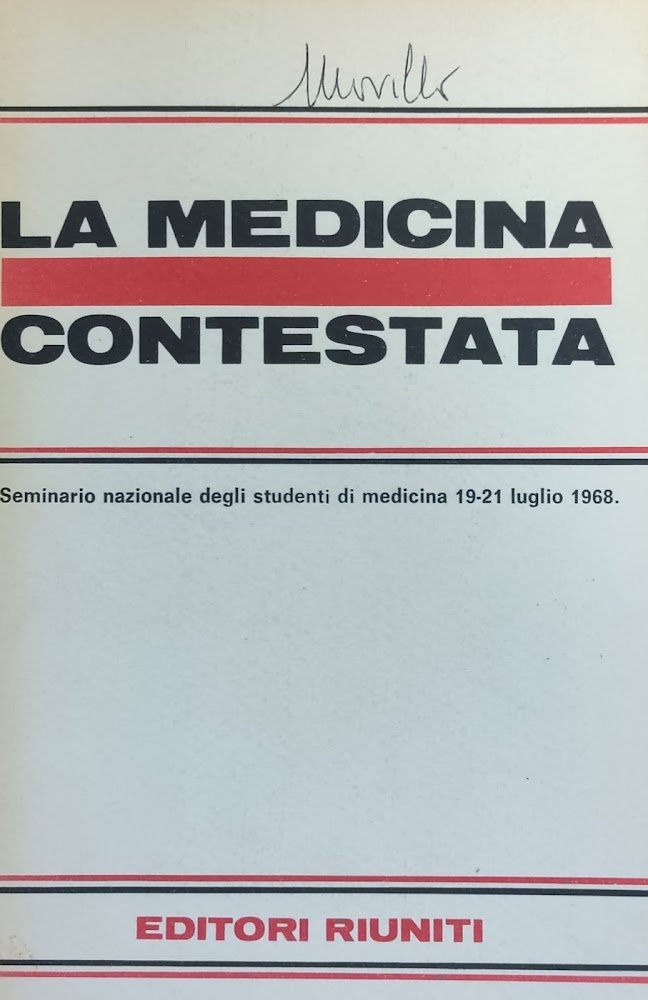 LA MEDICINA
CONTESTATA
Seminario nazionale degli studenti di medicina 19-21 luglio 1968.
EDITORI RIUNITI